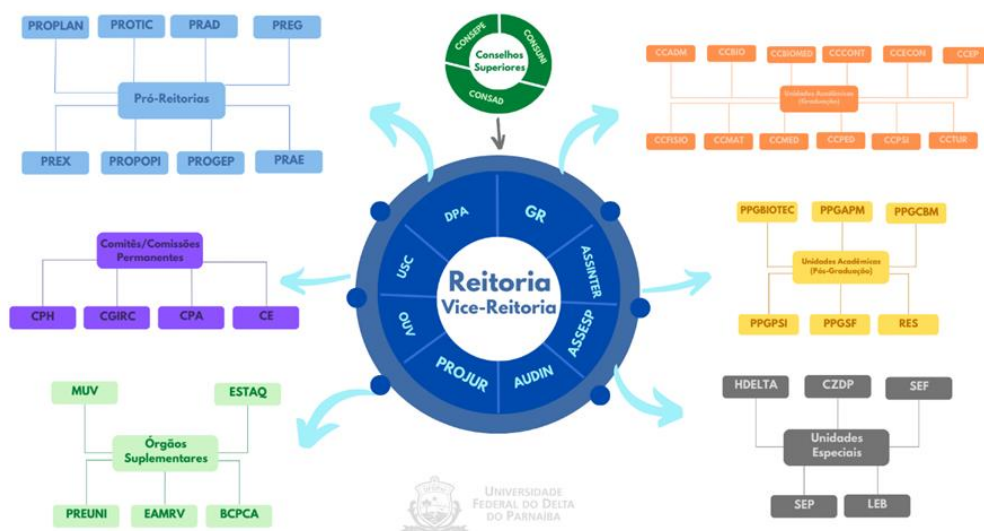 PROPLAN
PROTIC
PRAD
PREG
Pró-Reitorias
PREX
PROPOPI
PROGEP
PRAE
CONSEPE
CONSUNI
CONSAD
Conselhos
Superiores
CCADM
CCBIO
CCBIOMED
CCCONT
CCECON
CCEP
Unidades Acadêmicas
(Graduação)
CCFISIO
CCMAT
CCMED
CCPED
CCPSI
CCTUR
DPA
GR
USC
ASSINTER
OUV
ASSESP
PROJUR
AUDIN
Reitoria
Vice-Reitoria
Comitês/Comissões
Permanentes
CPH
CGIRC
CPA
CE
PPGBIOTEC
PPGAPM
PPGCBM
Unidades Acadêmicas
(Pós-Graduação)
PPGPSI
PPGSF
RES
MUV
ESTAQ
Órgãos
Suplementares
PREUNI
EAMRV
BCPCA
HDELTA
CZDP
SEF
Unidades
Especiais
SEP
LEB
Universidade
Federal do Delta
do Parnaíba